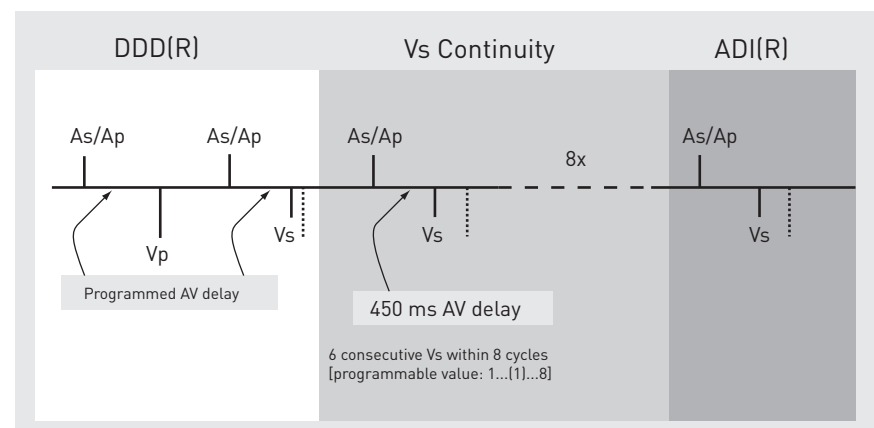 DDD(R)
Vs Continuity
ADI(R)
As/Ap
As/Ap
As/Ap
8x
As/Ap
Vp
Vs
Vs
Vs
Programmed AV delay
450 ms AV delay
6 consecutive Vs within 8 cycles
[programmable value: 1...(1)...8]